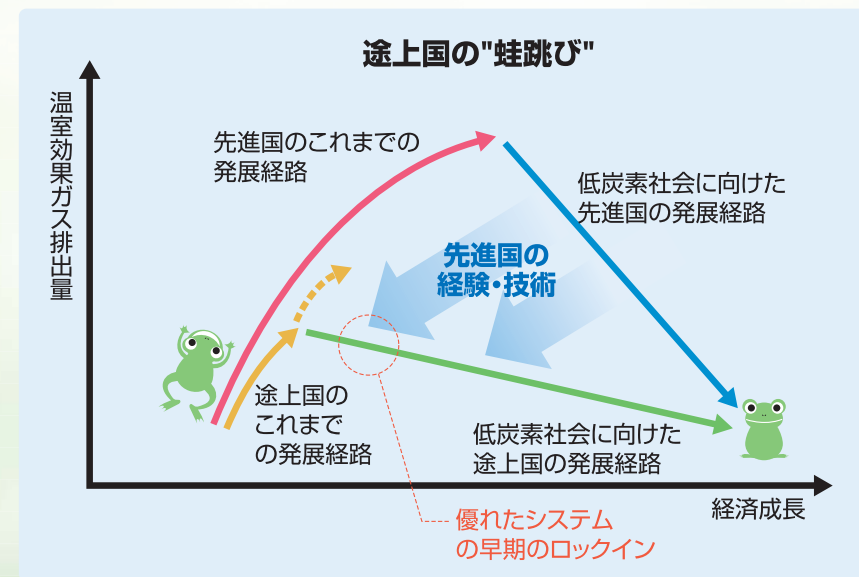 途上国の"蛙跳び"
温室効果ガス排出量
先進国のこれまでの
発展経路
低炭素社会に向けた
先進国の発展経路
先進国の
経験・技術
途上国の
これまで
の発展経路
低炭素社会に向けた
途上国の発展経路
経済成長
優れたシステム
の早期のロックイン